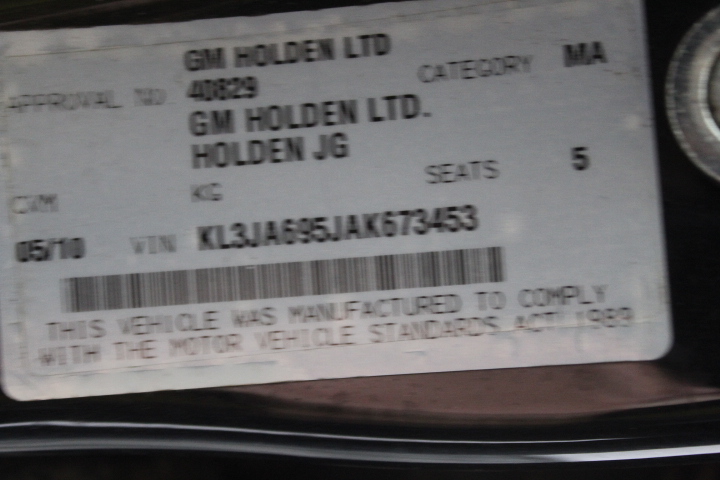 GM HOLDEN LTD
APPROVAL NO 40829 CATEGORY MA
GM HOLDEN LTD.
HOLDEN JG
GVM KG SEATS 5
05/10 VIN KL3JA695JAK673453
THIS VEHICLE WAS MANUFACTURED TO COMPLY
WITH THE MOTOR VEHICLE STANDARDS ACT 1989